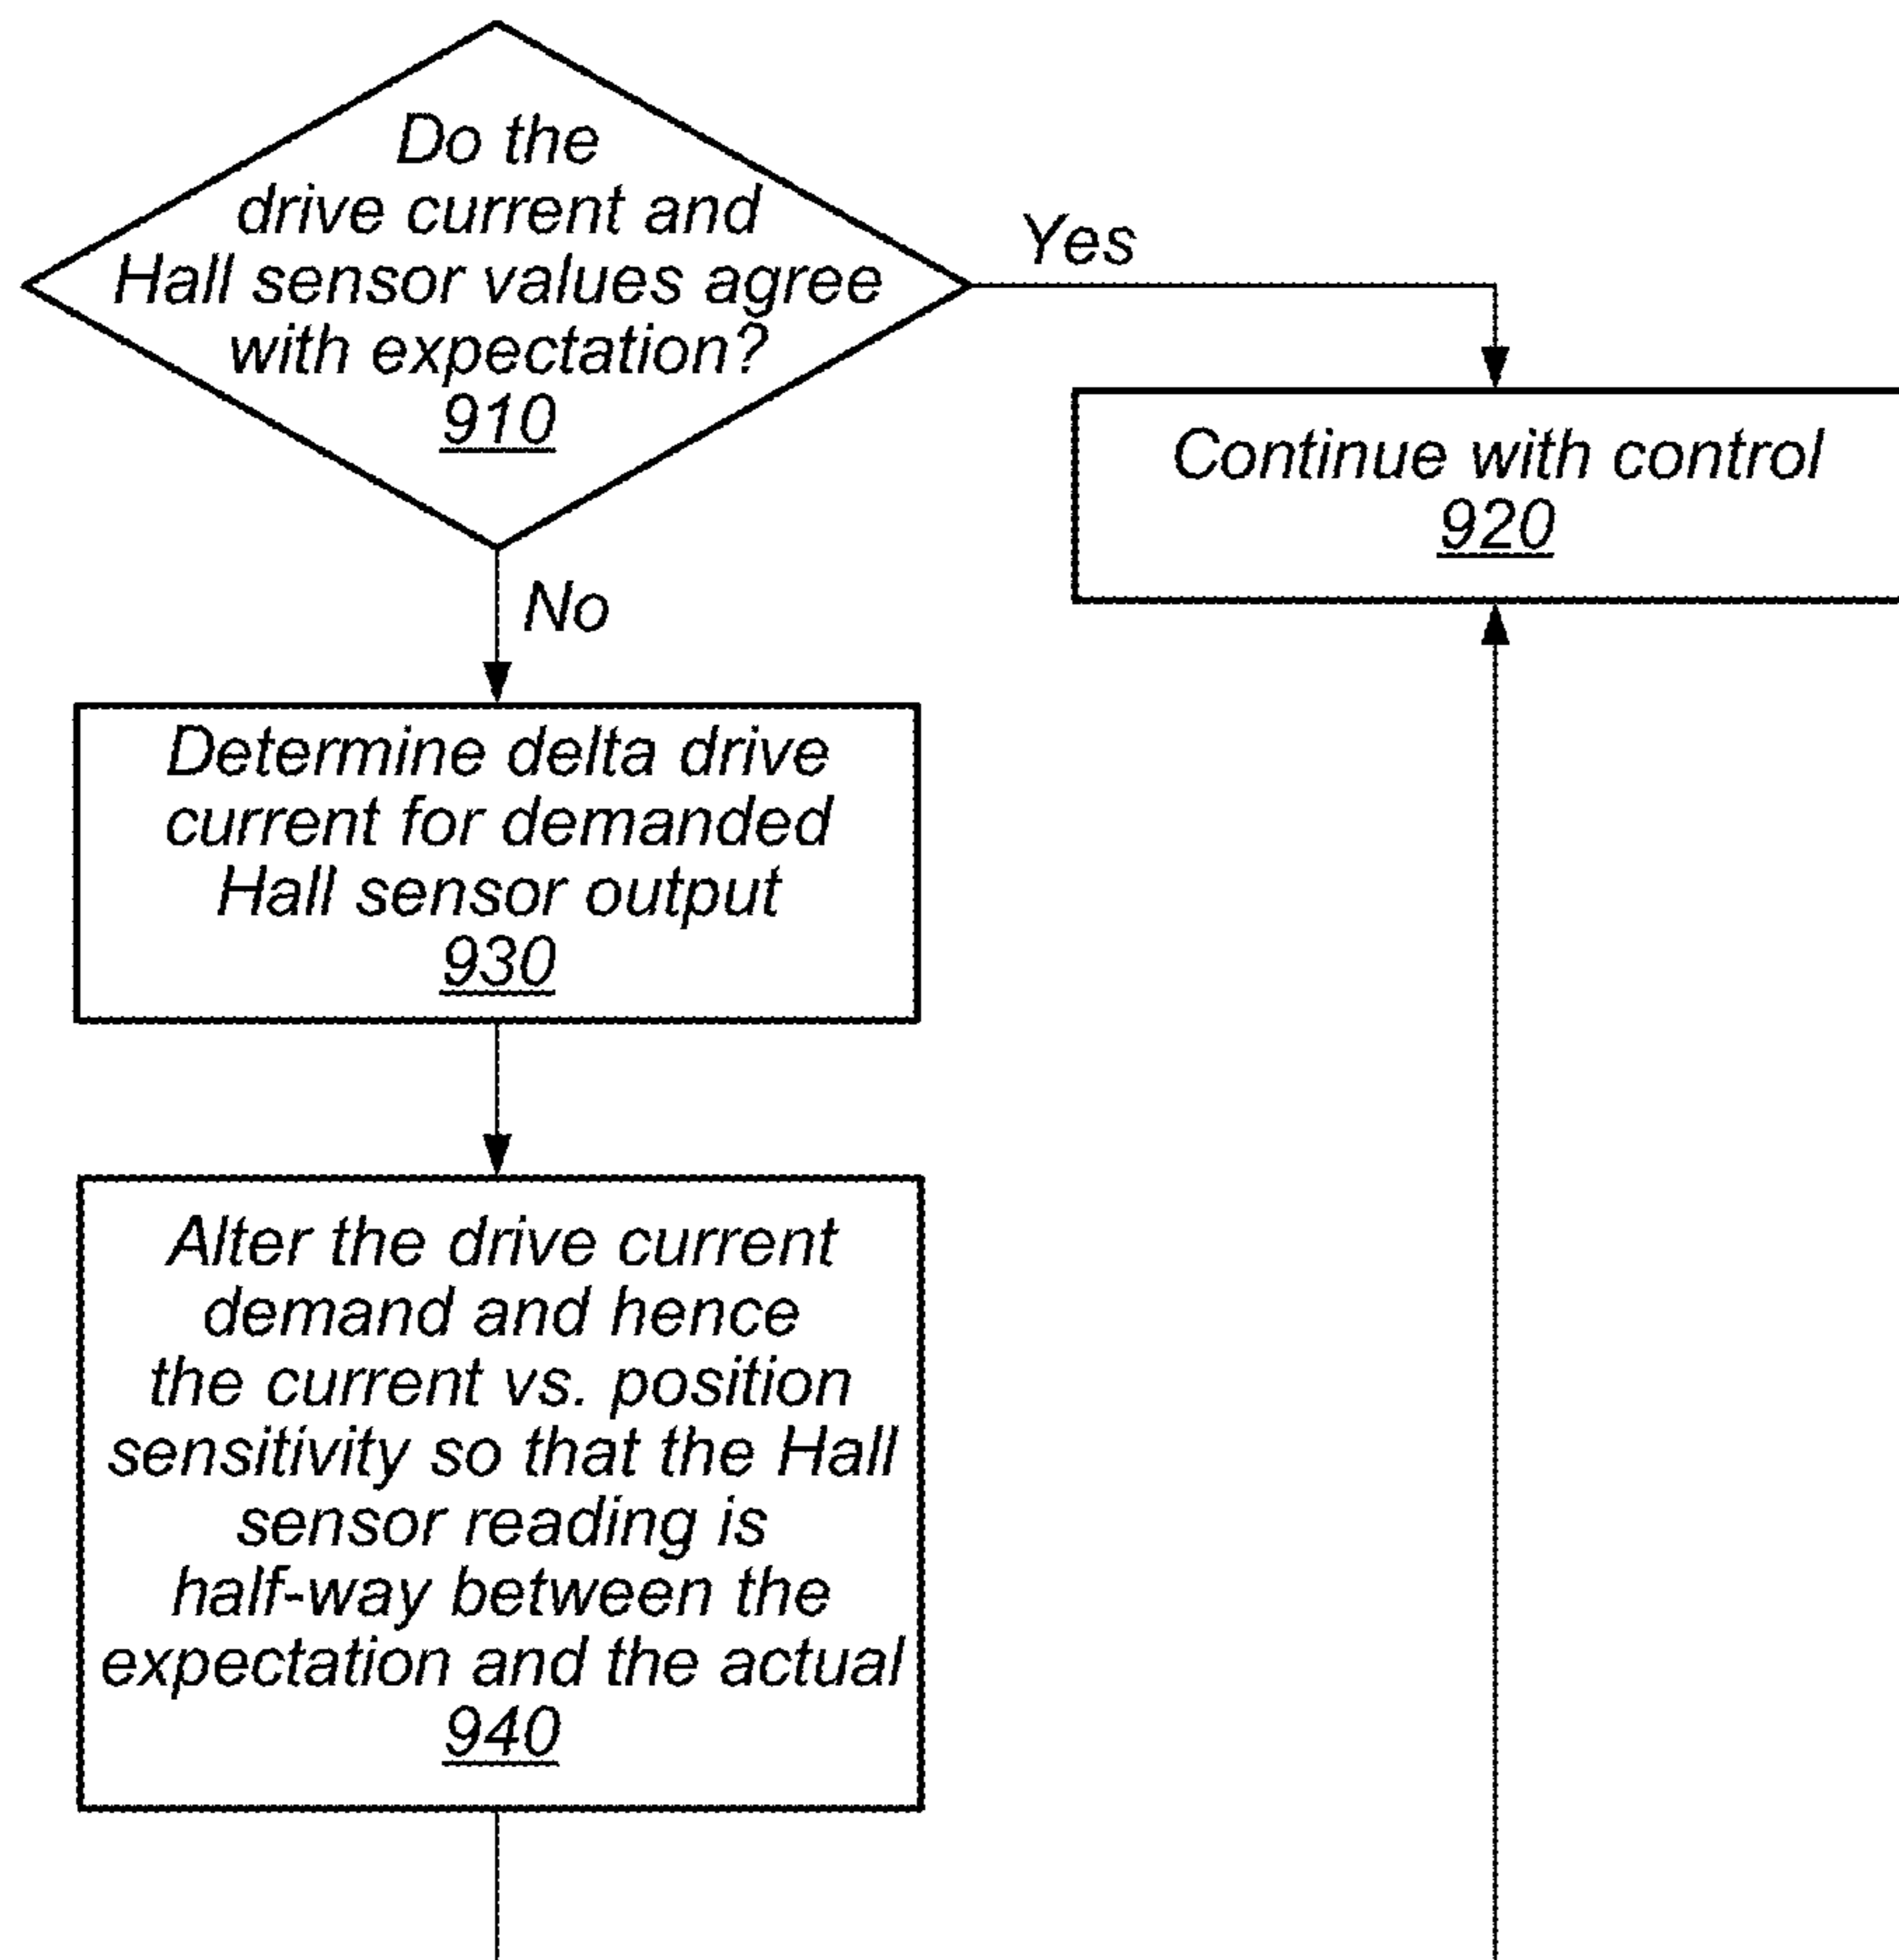 Do the
drive current and
Hall sensor values agree
with expectation?
910
Yes
Continue with control
920
No
Determine delta drive
current for demanded
Hall sensor output
930
Alter the drive current
demand and hence
the current vs. position
sensitivity so that the Hall
sensor reading is
half-way between the
expectation and the actual
940